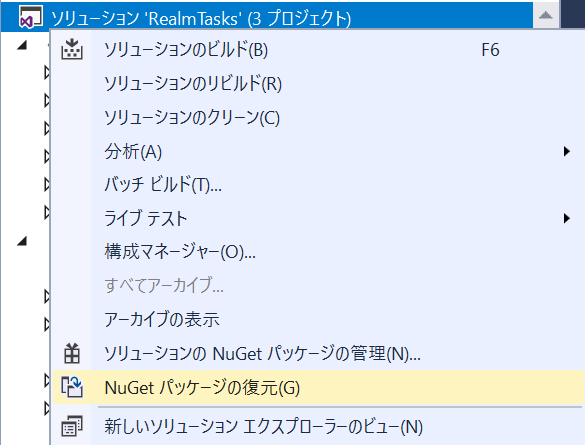 ソリューション 'RealmTasks' (3 プロジェクト)
ソリューションのビルド(B) F6
ソリューションのリビルド(R)
ソリューションのクリーン(C)
分析(A)
バッチ ビルド(T)...
ライブ テスト
構成マネージャー(O)...
すべてアーカイブ...
アーカイブの表示
ソリューションの NuGet パッケージの管理(N)...
NuGet パッケージの復元(G)
新しいソリューション エクスプローラーのビュー(N)